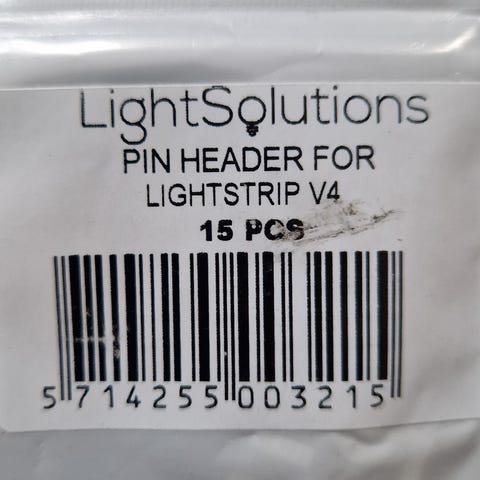 LightSolutions
PIN HEADER FOR
LIGHTSTRIP V4
15 PCS
5 714255 003215